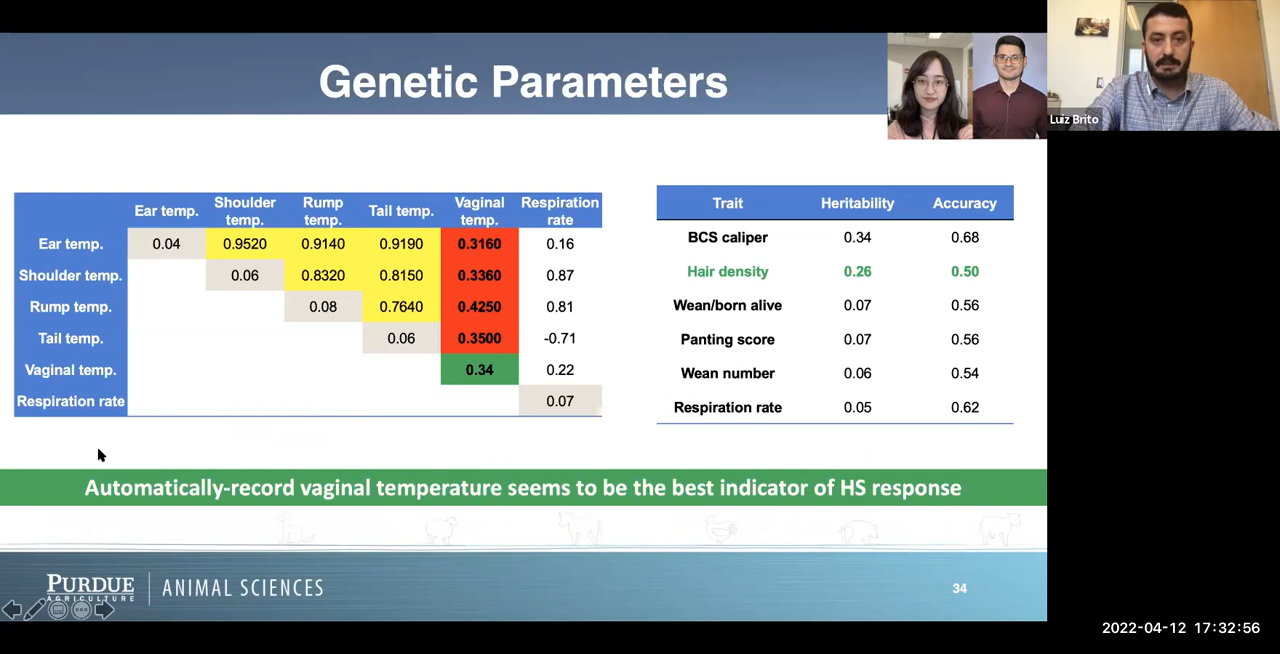 Genetic Parameters
Luiz Brito
Ear temp. Shoulder temp. Rump temp. Tail temp. Vaginal temp. Respiration rate
Ear temp. 0.04 0.9520 0.9140 0.9190 0.3160 0.16
Shoulder temp. 0.06 0.8320 0.8150 0.3360 0.87
Rump temp. 0.08 0.7640 0.4250 0.81
Tail temp. 0.06 0.3500 -0.71
Vaginal temp. 0.34 0.22
Respiration rate 0.07
Trait Heritability Accuracy
BCS caliper 0.34 0.68
Hair density 0.26 0.50
Wean/born alive 0.07 0.56
Panting score 0.07 0.56
Wean number 0.06 0.54
Respiration rate 0.05 0.62
Automatically-record vaginal temperature seems to be the best indicator of HS response
PURDUE
AGRICULTURE
ANIMAL SCIENCES
34
2022-04-12 17:32:56